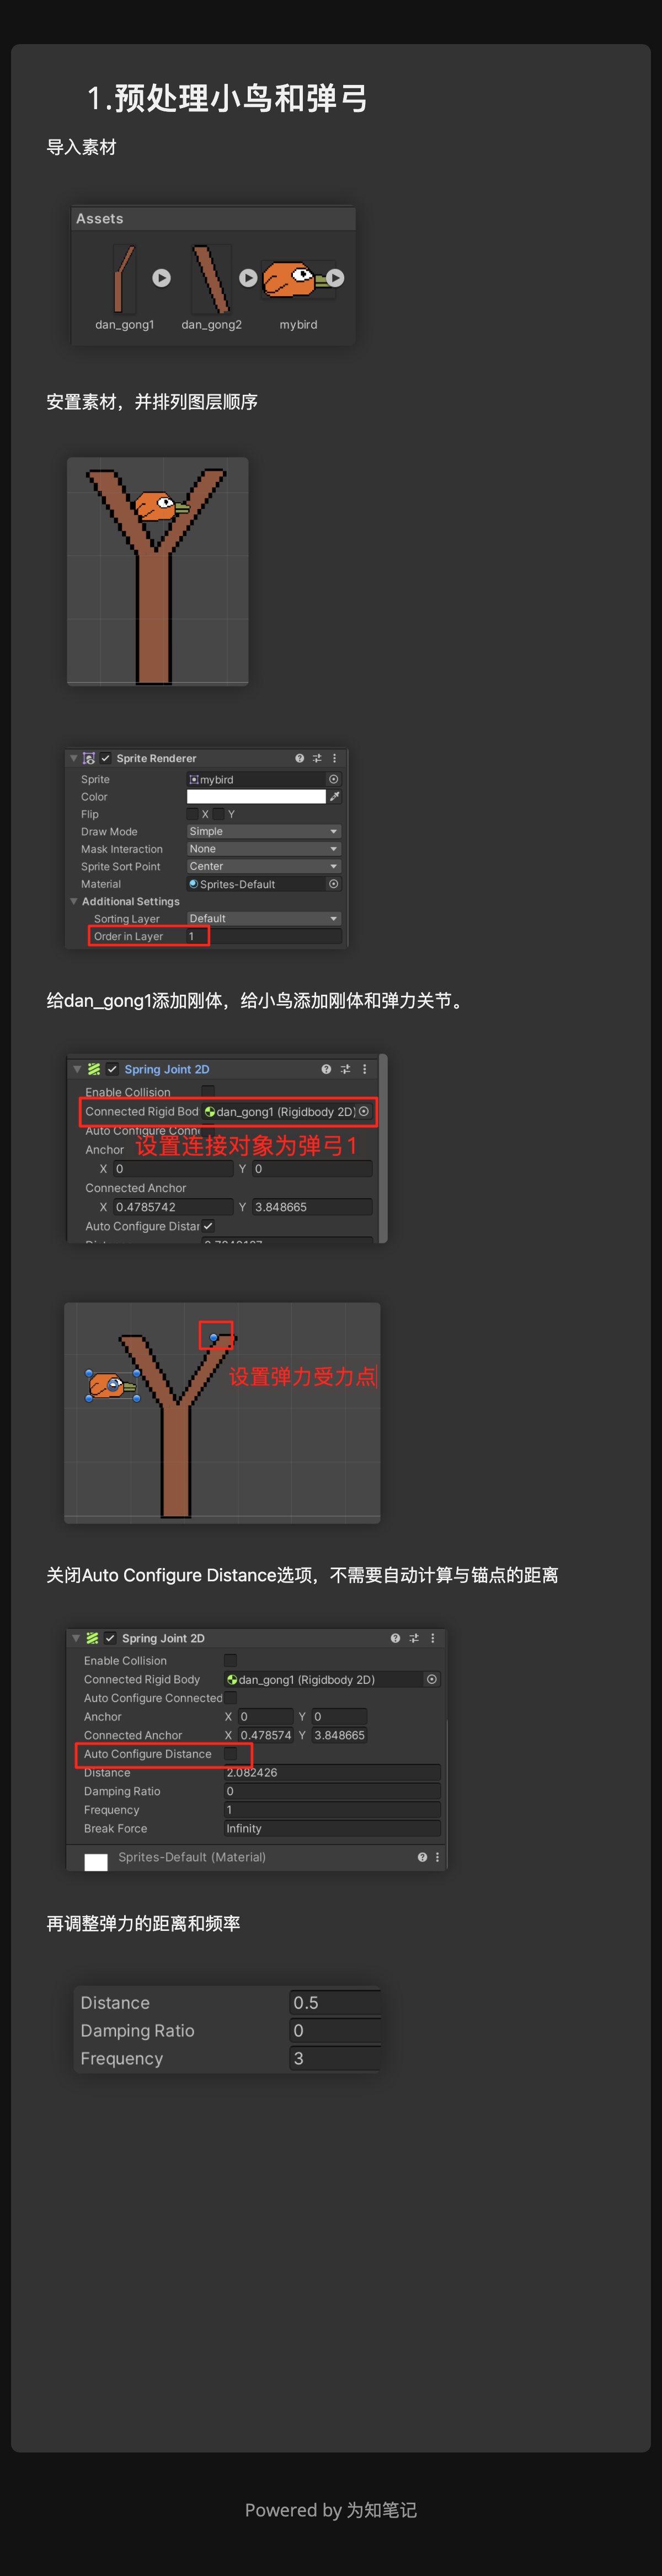 1.预处理小鸟和弹弓
导入素材
Assets
dan_gong1 dan_gong2 mybird
安置素材，并排列图层顺序
Sprite Renderer
Sprite mybird
Color
Flip X Y
Draw Mode Simple
Mask Interaction None
Sprite Sort Point Center
Material Sprites-Default
Additional Settings
Sorting Layer Default
Order in Layer 1
给dan_gong1添加刚体，给小鸟添加刚体和弹力关节。
Spring Joint 2D
Enable Collision
Connected Rigid Bod dan_gong1 (Rigidbody 2D)
Auto Configure Conn
设置连接对象为弹弓1
Anchor
X 0 Y 0
Connected Anchor
X 0.4785742 Y 3.848665
Auto Configure Distar
设置弹力受力点
关闭Auto Configure Distance选项，不需要自动计算与锚点的距离
Spring Joint 2D
Enable Collision
Connected Rigid Body dan_gong1 (Rigidbody 2D)
Auto Configure Connected
Anchor X 0 Y 0
Connected Anchor X 0.478574 Y 3.848665
Auto Configure Distance
Distance 2.082426
Damping Ratio 0
Frequency 1
Break Force Infinity
Sprites-Default (Material)
再调整弹力的距离和频率
Distance 0.5
Damping Ratio 0
Frequency 3
Powered by 为知笔记